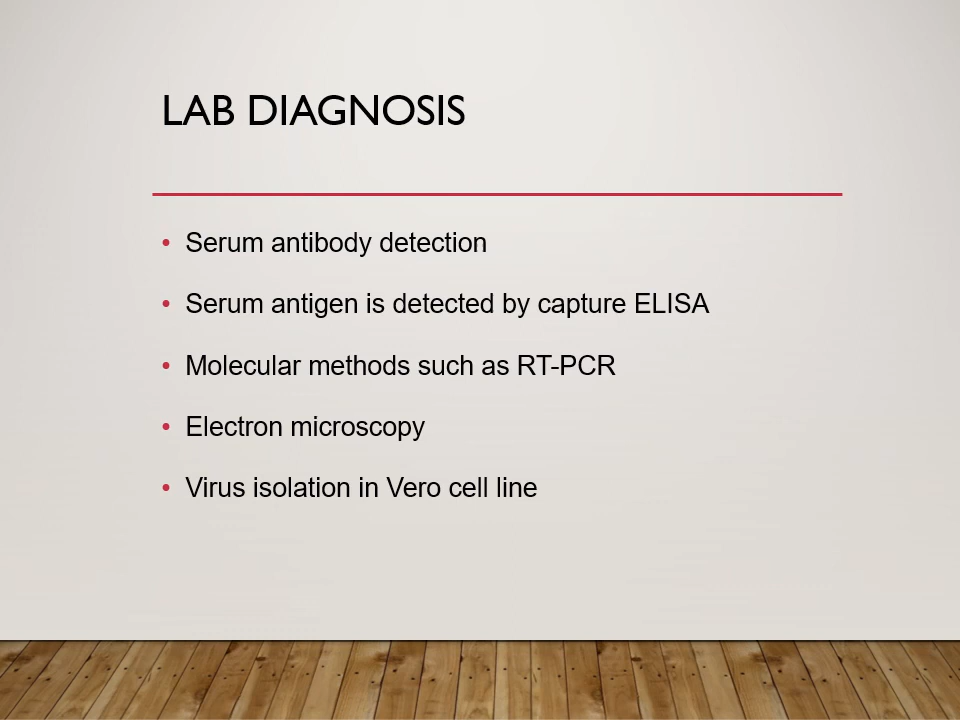 LAB DIAGNOSIS
• Serum antibody detection
• Serum antigen is detected by capture ELISA
• Molecular methods such as RT-PCR
• Electron microscopy
• Virus isolation in Vero cell line